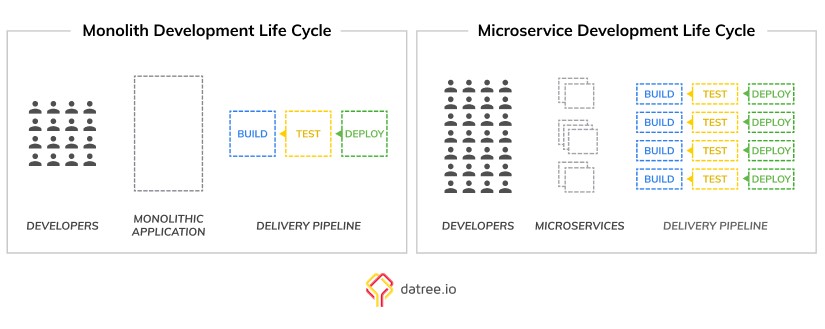 Monolith Development Life Cycle
BUILD
TEST
DEPLOY
DEVELOPERS
MONOLITHIC
APPLICATION
DELIVERY PIPELINE
Microservice Development Life Cycle
BUILD
TEST
DEPLOY
BUILD
TEST
DEPLOY
BUILD
TEST
DEPLOY
BUILD
TEST
DEPLOY
DEVELOPERS
MICROSERVICES
DELIVERY PIPELINE
datree.io